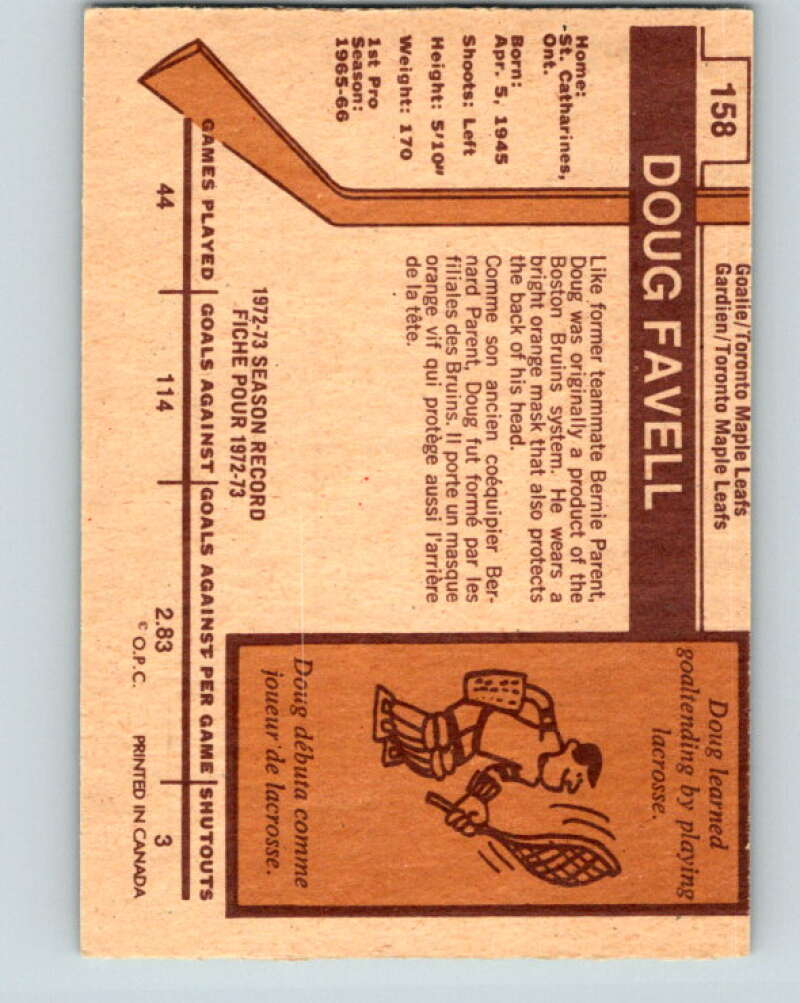 158
Goalie/Toronto Maple Leafs
Gardien/Toronto Maple Leafs
DOUG FAVELL
Home:
-St. Catharines,
Ont.
Born:
Apr. 5, 1945
Shoots: Left
Height: 5'10"
Weight: 170
1st Pro
Season:
1965-66
Like former teammate Bernie Parent,
Doug was originally a product of the
Boston Bruins system. He wears a
bright orange mask that also protects
the back of his head.
Comme son ancien coéquipier Ber-
nard Parent, Doug fut formé par les
filiales des Bruins. Il porte un masque
orange vif qui protège aussi l'arrière
de la tête.
Doug learned
goaltending by playing
lacrosse.
Doug débuta comme
joueur de lacrosse.
1972-73 SEASON RECORD
FICHE POUR 1972-73
GAMES PLAYED GOALS AGAINST GOALS AGAINST PER GAME SHUTOUTS
44 114 2.83 3
© O.P.C. PRINTED IN CANADA